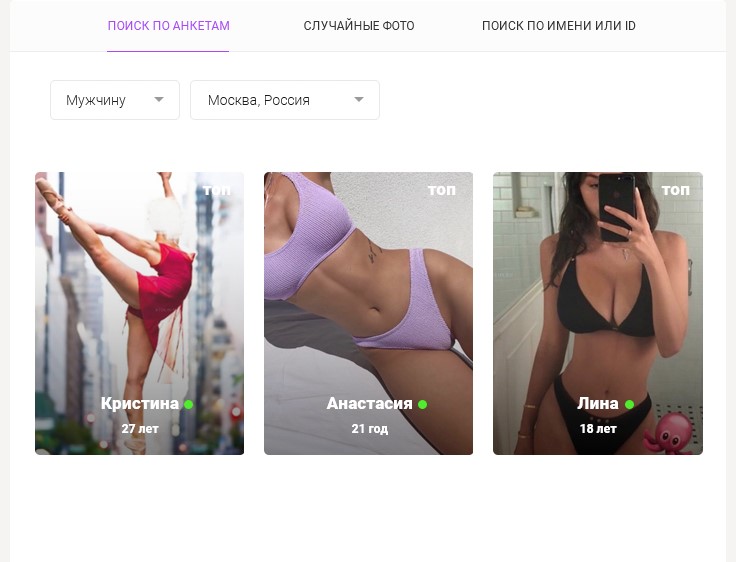 ПОИСК ПО АНКЕТАМ СЛУЧАЙНЫЕ ФОТО ПОИСК ПО ИМЕНИ ИЛИ ID
Мужчину Москва, Россия
топ топ топ
Кристина Анастасия Лина
27 лет 21 год 18 лет